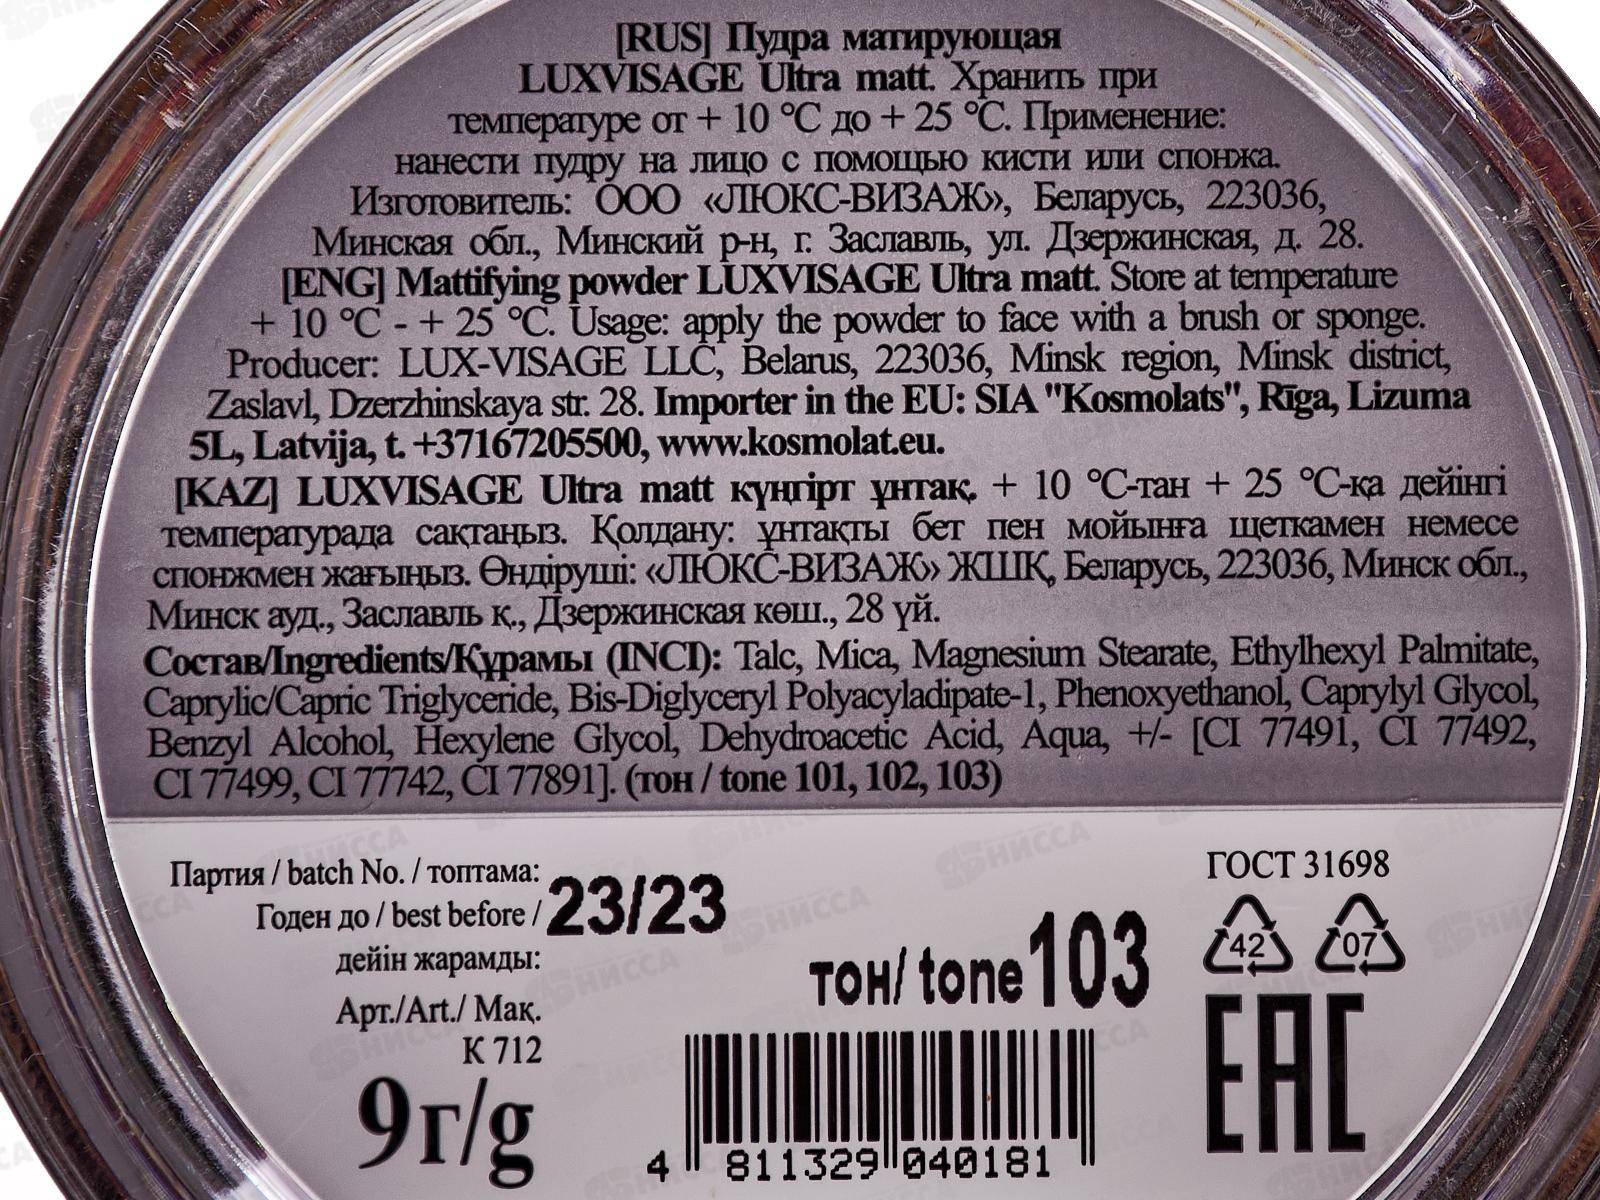 [RUS] Пудра матирующая
LUXVISAGE Ultra matt. Хранить при
температуре от + 10 °C до + 25 °C. Применение:
нанести пудру на лицо с помощью кисти или спонжа.
Изготовитель: ООО «ЛЮКС-ВИЗАЖ», Беларусь, 223036,
Минская обл., Минский р-н, г. Заславль, ул. Дзержинская, д. 28.
[ENG] Mattifying powder LUXVISAGE Ultra matt. Store at temperature
+ 10 °C - + 25 °C. Usage: apply the powder to face with a brush or sponge.
Producer: LUX-VISAGE LLC, Belarus, 223036, Minsk region, Minsk district,
Zaslavl, Dzerzhinskaya str. 28. Importer in the EU: SIA "Kosmolats", Rīga, Lizuma
5L, Latvija, t. +37167205500, www.kosmolat.eu.
[KAZ] LUXVISAGE Ultra matt күңгірт ұнтақ. + 10 °C-тан + 25 °C-қа дейінгі
температурада сақтаңыз. Қолдану: ұнтақты бет пен мойынға щеткамен немесе
спонжмен жағыңыз. Өндіруші: «ЛЮКС-ВИЗАЖ» ЖШҚ, Беларусь, 223036, Минск обл.,
Минск ауд., Заславль қ., Дзержинская көш., 28 үй.
Состав/Ingredients/Құрамы (INCI): Talc, Mica, Magnesium Stearate, Ethylhexyl Palmitate,
Caprylic/Capric Triglyceride, Bis-Diglyceryl Polyacyladipate-1, Phenoxyethanol, Caprylyl Glycol,
Benzyl Alcohol, Hexylene Glycol, Dehydroacetic Acid, Aqua, +/- [CI 77491, CI 77492,
CI 77499, CI 77742, CI 77891]. (тон / tone 101, 102, 103)
Партия / batch No. / топтама:
Годен до / best before /
дейін жарамды:
23/23
Арт./Art./ Мақ.
К 712
9г/g
тон/ tone 103
4 811329 040181
ГОСТ 31698
42 07
EAC
НИССА